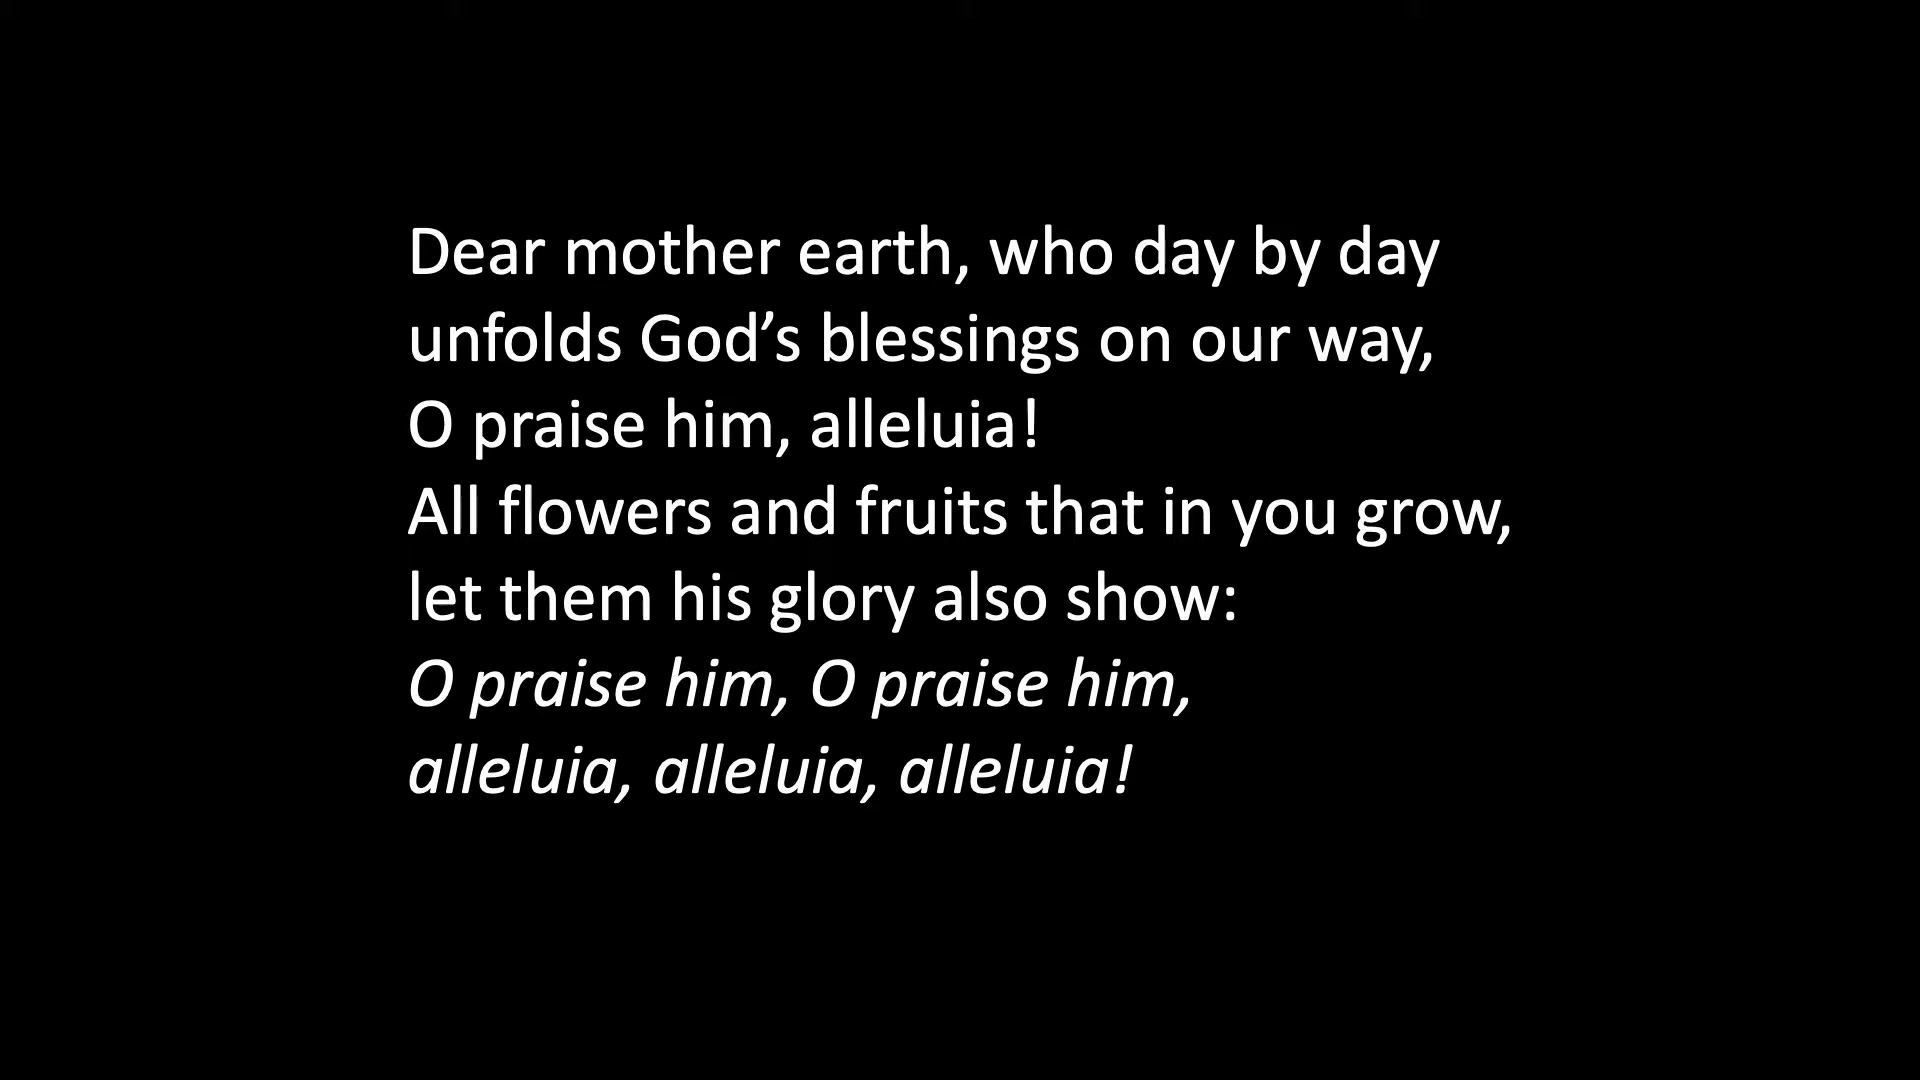 Dear mother earth, who day by day
unfolds God’s blessings on our way,
O praise him, alleluia!
All flowers and fruits that in you grow,
let them his glory also show:
O praise him, O praise him,
alleluia, alleluia, alleluia!